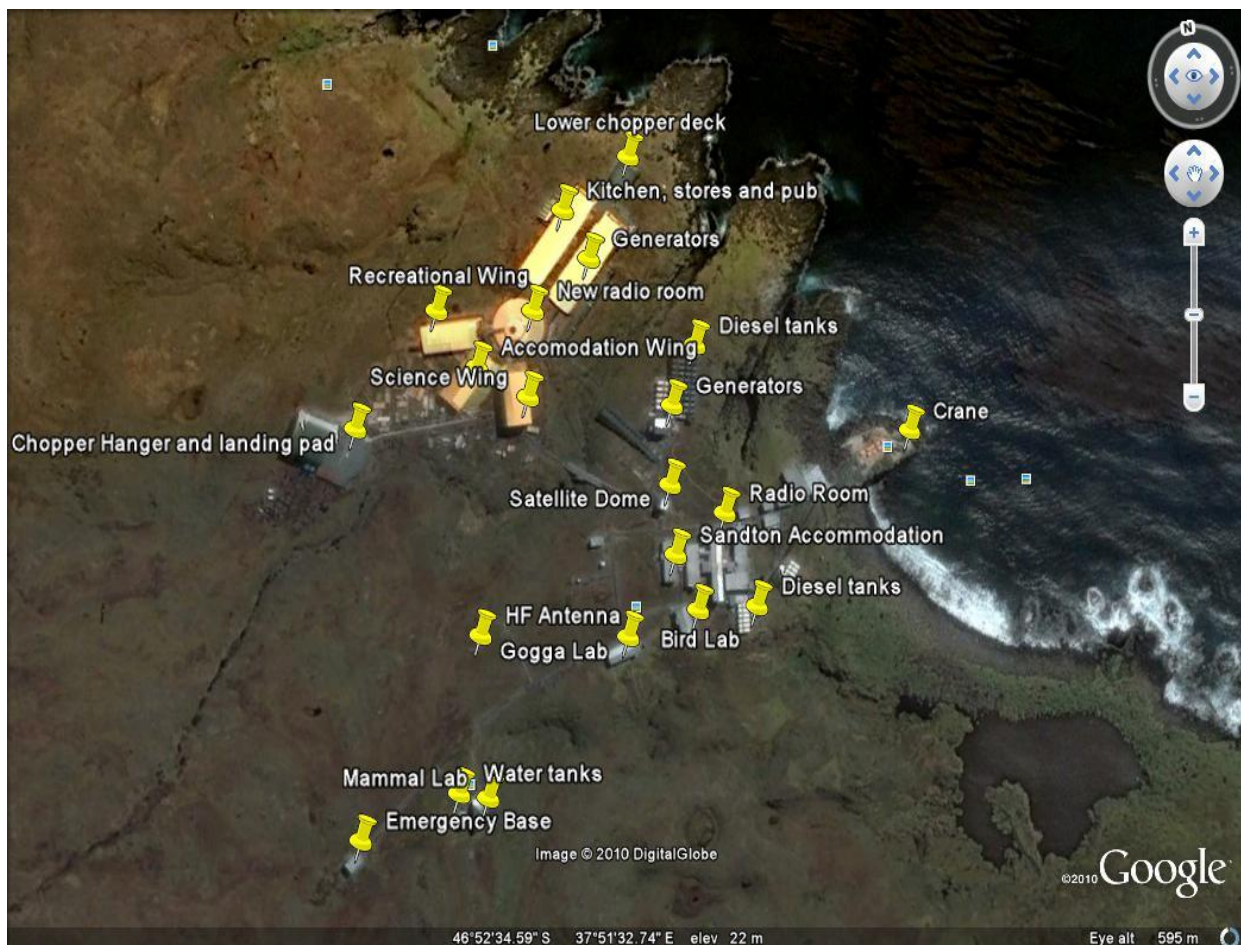 N
Lower chopper deck
Kitchen, stores and pub
Generators
Recreational Wing
New radio room
Diesel tanks
Accomodation Wing
Science Wing
Generators
Crane
Chopper Hanger and landing pad
Satellite Dome
Radio Room
Sandton Accommodation
Diesel tanks
HF Antenna
Bird Lab
Gogga Lab
Mammal Lab
Water tanks
Emergency Base
Image © 2010 DigitalGlobe
©2010 Google
46°52'34.59" S 37°51'32.74" E elev 22 m
Eye alt 595 m